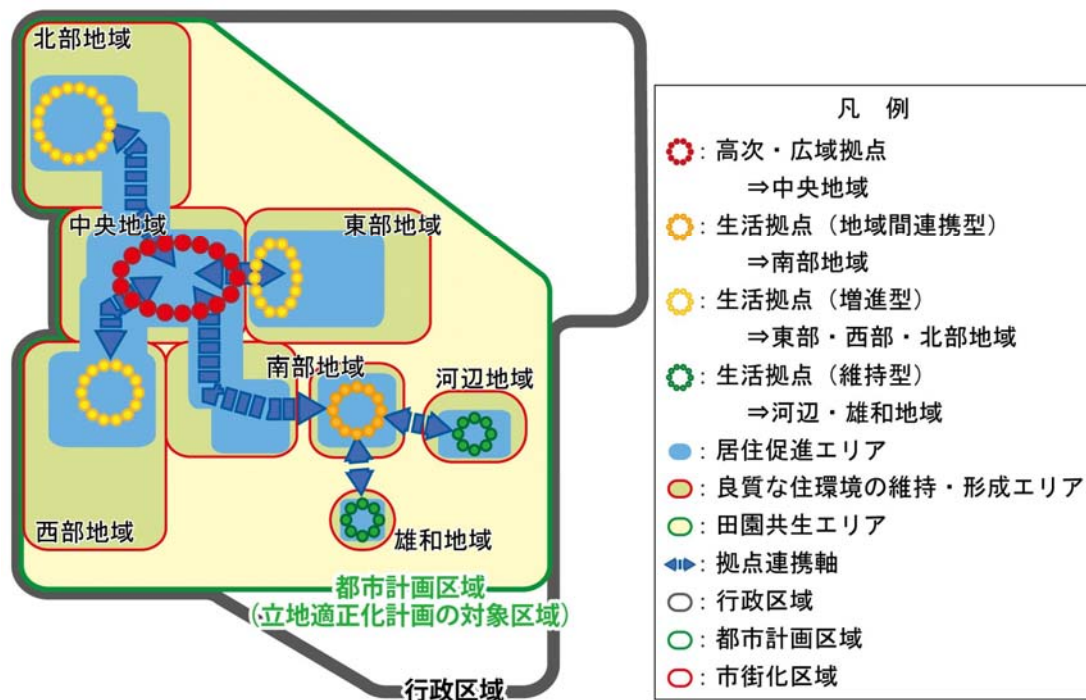 北部地域
中央地域
東部地域
南部地域
河辺地域
西部地域
雄和地域
都市計画区域
(立地適正化計画の対象区域)
行政区域
凡 例
: 高次・広域拠点
⇒中央地域
: 生活拠点（地域間連携型）
⇒南部地域
: 生活拠点（増進型）
⇒東部・西部・北部地域
: 生活拠点（維持型）
⇒河辺・雄和地域
: 居住促進エリア
: 良質な住環境の維持・形成エリア
: 田園共生エリア
: 拠点連携軸
: 行政区域
: 都市計画区域
: 市街化区域